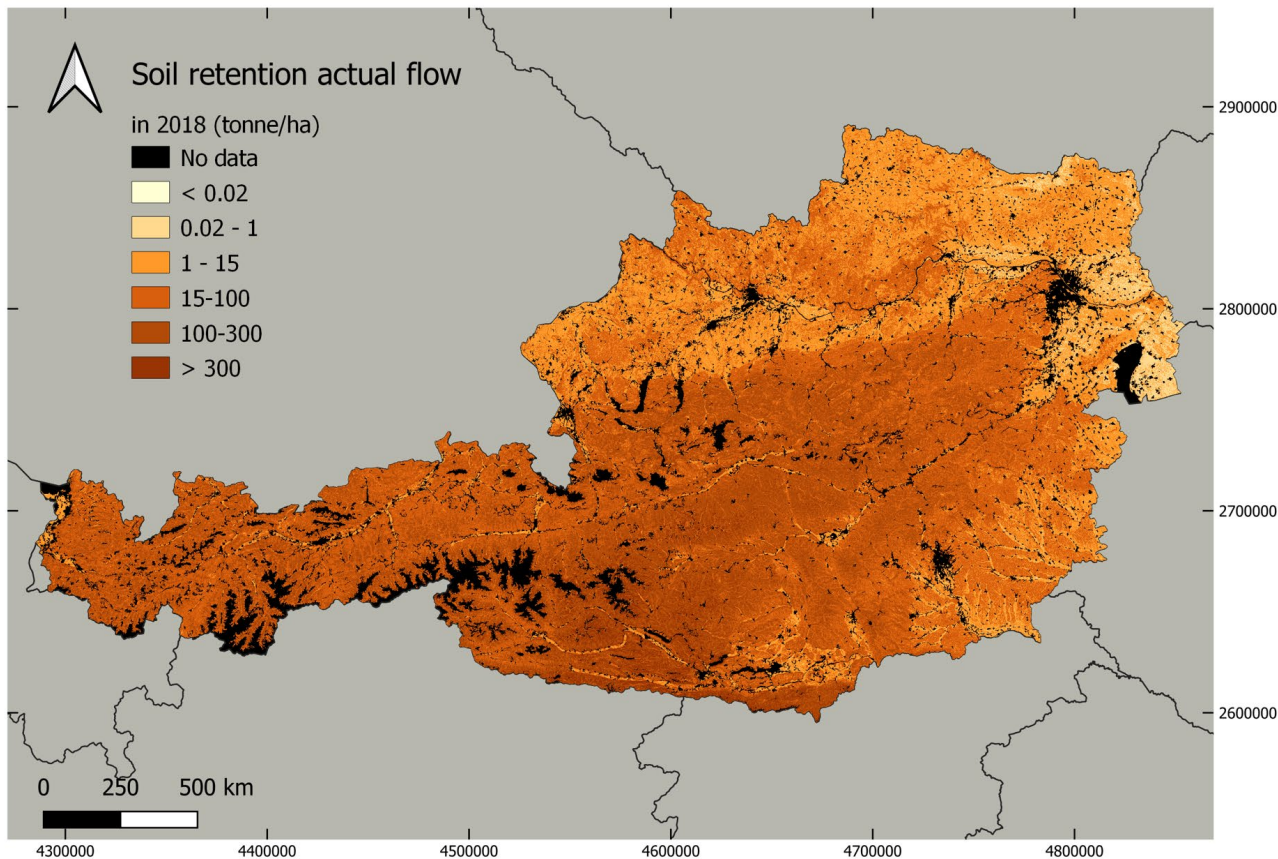 Soil retention actual flow
in 2018 (tonne/ha)
No data
< 0.02
0.02 - 1
1 - 15
15-100
100-300
> 300
2900000
2800000
2700000
2600000
0 250 500 km
4300000 4400000 4500000 4600000 4700000 4800000